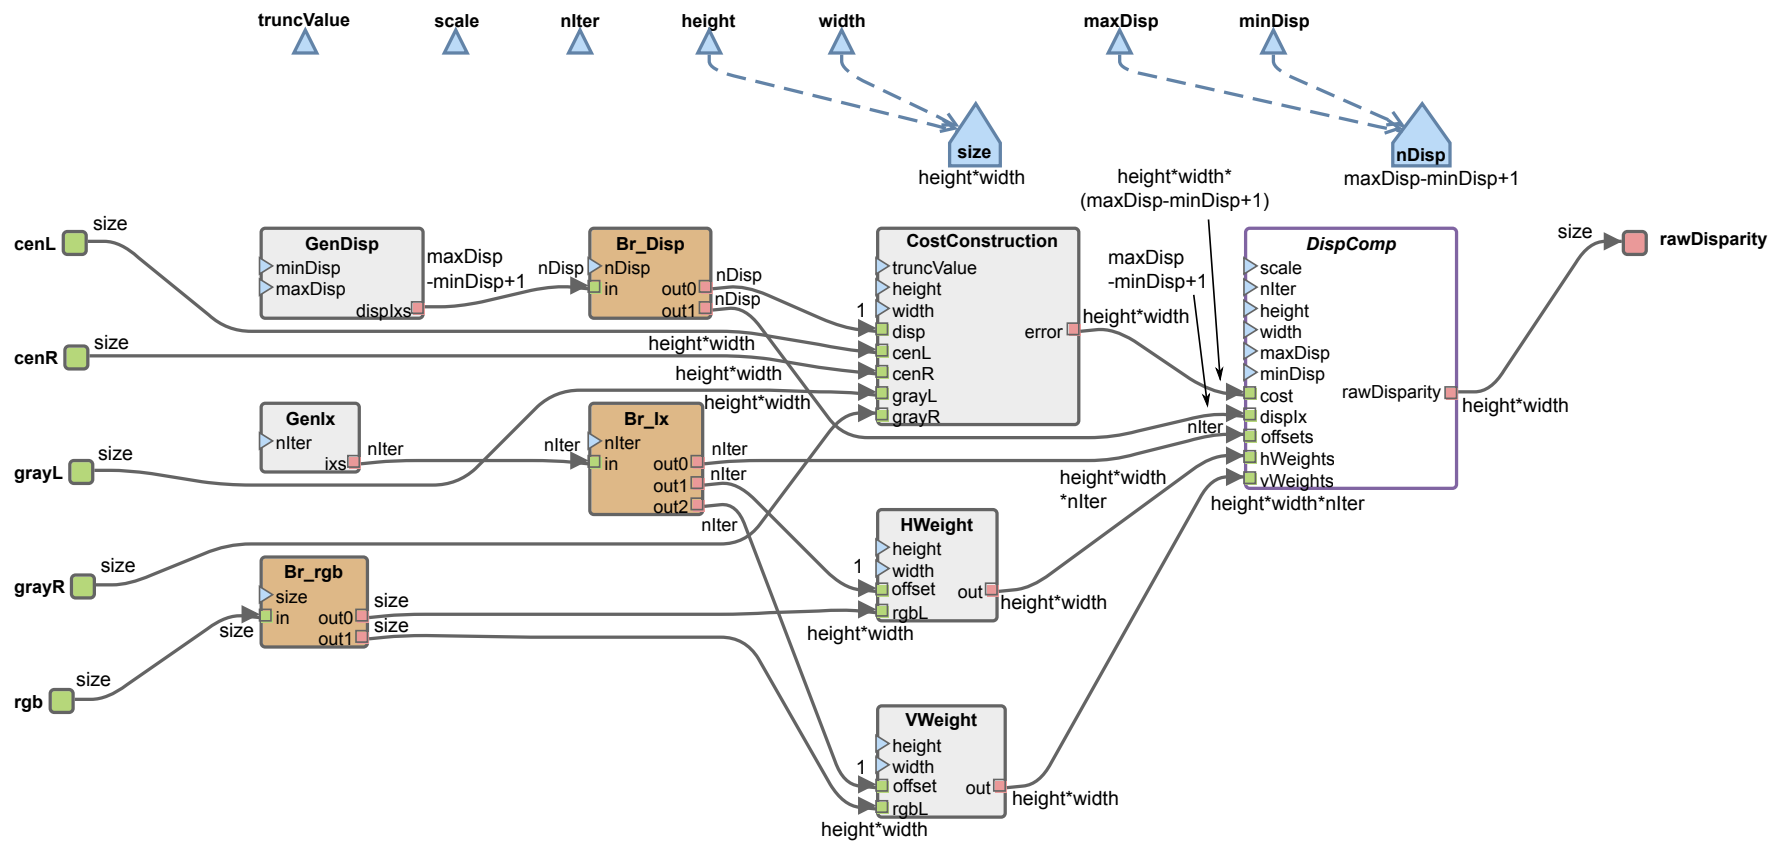 truncValue
scale
nIter
height
width
maxDisp
minDisp
size
height*width
nDisp
maxDisp-minDisp+1
height*width*
(maxDisp-minDisp+1)
cenL
size
GenDisp
minDisp
maxDisp
dispIxs
maxDisp
-minDisp+1
nDisp
Br_Disp
nDisp
in
out0
out1
nDisp
nDisp
CostConstruction
truncValue
height
width
1
disp
cenL
cenR
grayL
grayR
error
height*width
maxDisp
-minDisp+1
DispComp
scale
nIter
height
width
maxDisp
minDisp
cost
dispIx
offsets
hWeights
vWeights
rawDisparity
height*width
size
rawDisparity
cenR
size
height*width
height*width
height*width
GenIx
nIter
ixs
nIter
nIter
Br_Ix
nIter
in
out0
out1
out2
nIter
nIter
nIter
nIter
height*width
*nIter
height*width*nIter
grayL
size
grayR
size
Br_rgb
size
in
out0
out1
size
size
size
rgb
size
HWeight
height
width
1
offset
rgbL
out
height*width
height*width
VWeight
height
width
1
offset
rgbL
out
height*width
height*width